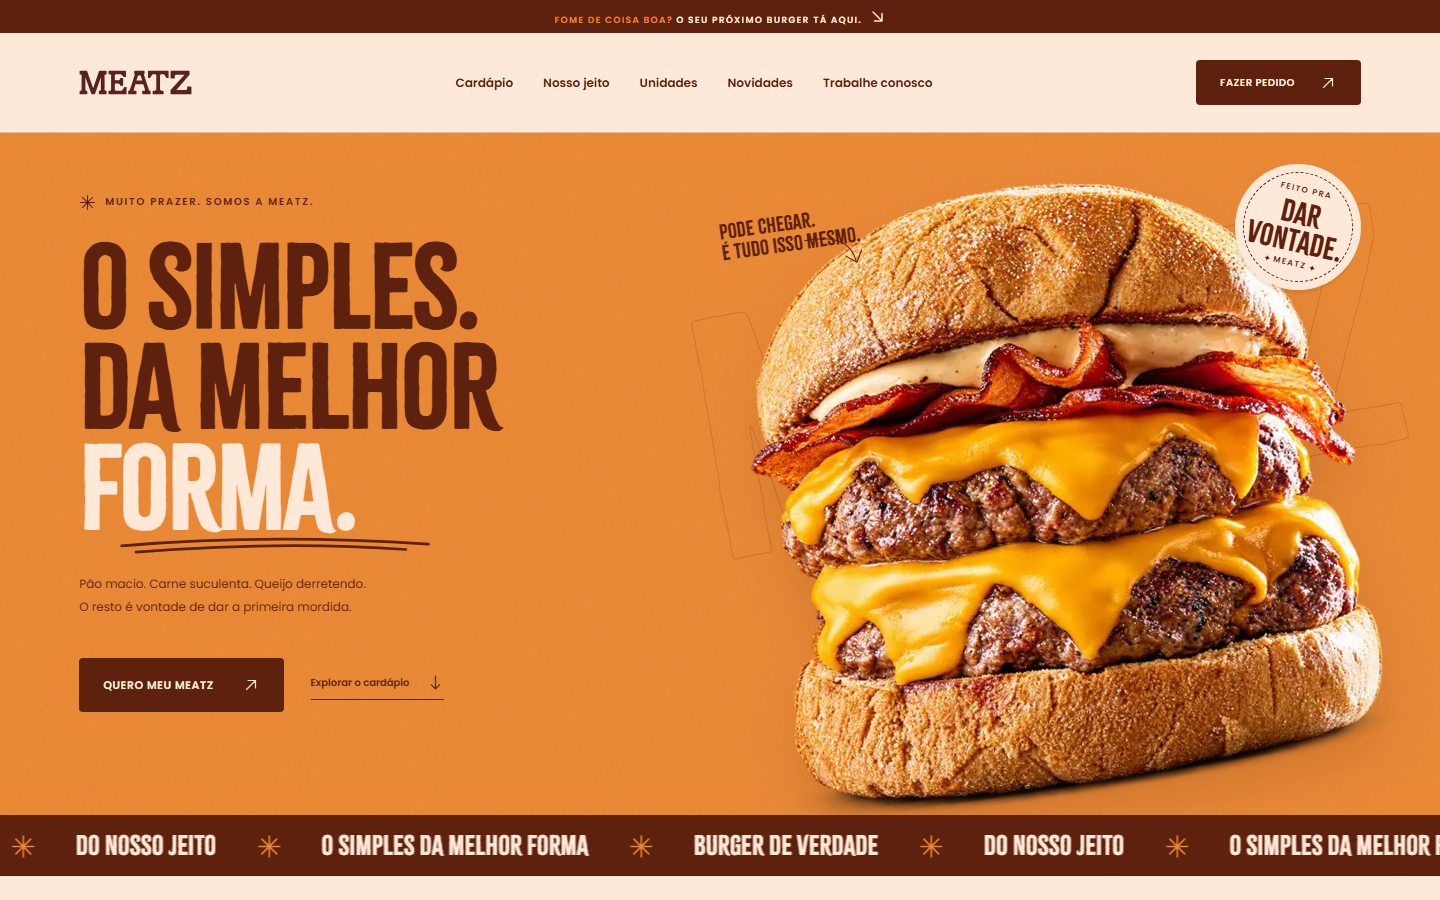 FOME DE COISA BOA? O SEU PRÓXIMO BURGER TÁ AQUI.
MEATZ
Cardápio
Nosso jeito
Unidades
Novidades
Trabalhe conosco
FAZER PEDIDO
MUITO PRAZER. SOMOS A MEATZ.
O SIMPLES.
DA MELHOR
FORMA.
Pão macio. Carne suculenta. Queijo derretendo.
O resto é vontade de dar a primeira mordida.
QUERO MEU MEATZ
Explorar o cardápio
PODE CHEGAR.
É TUDO ISSO MESMO.
FEITO PRA
DAR
VONTADE.
MEATZ
DO NOSSO JEITO
O SIMPLES DA MELHOR FORMA
BURGER DE VERDADE
DO NOSSO JEITO
O SIMPLES DA MELHOR